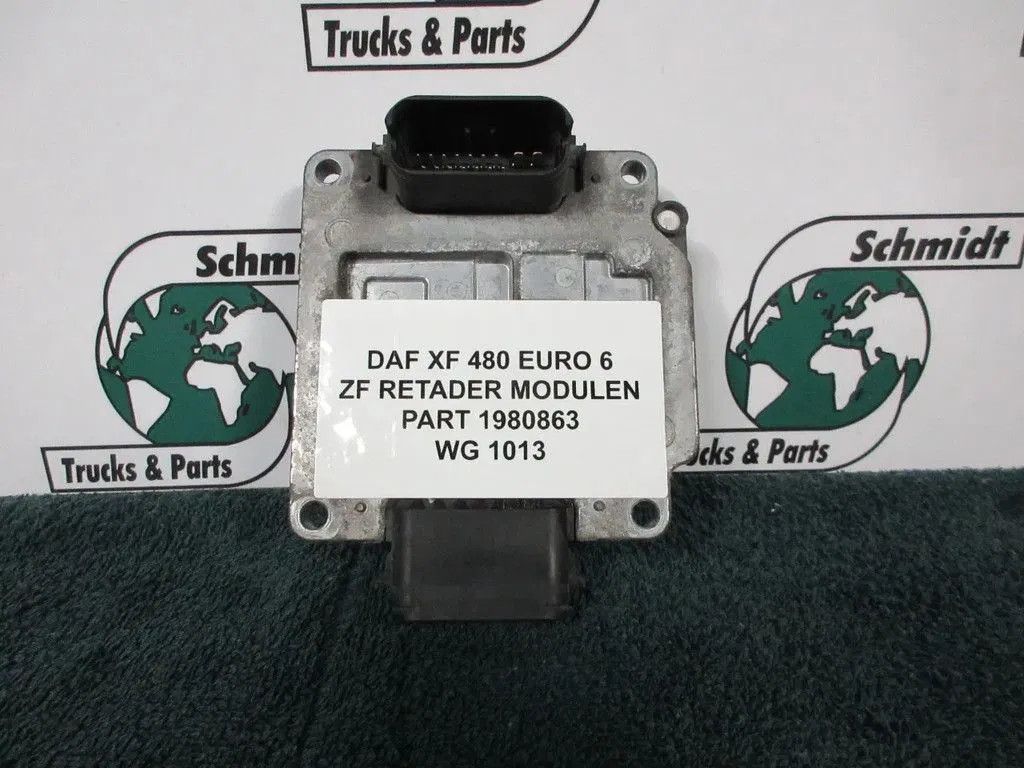 Trucks & Parts
Schmidt
Schm
DAF XF 480 EURO 6
ZF RETADER MODULEN
PART 1980863
WG 1013
Trucks & Parts
cks & Parts